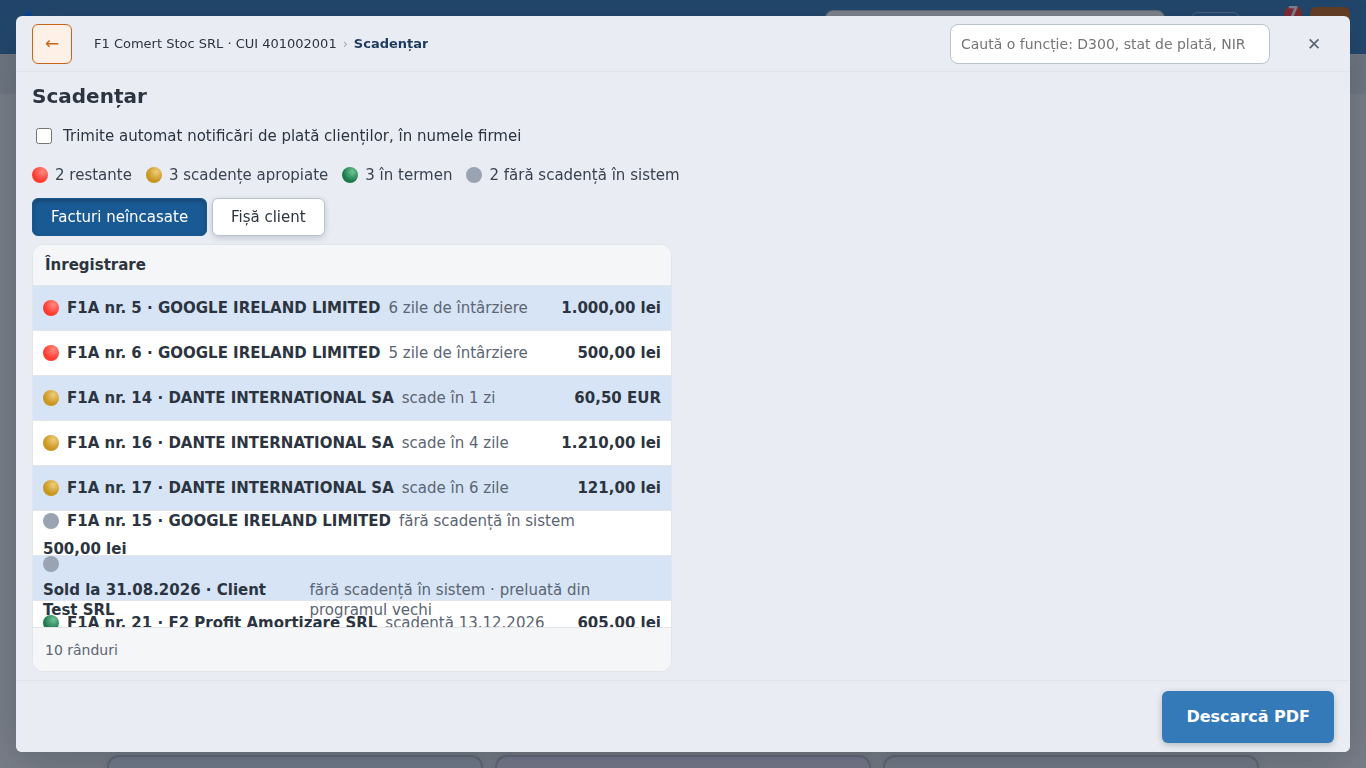 7
←
F1 Comert Stoc SRL · CUI 401002001 › Scadențar
Caută o funcție: D300, stat de plată, NIR
✕
Scadențar
Trimite automat notificări de plată clienților, în numele firmei
2 restante
3 scadențe apropiate
3 în termen
2 fără scadență în sistem
Facturi neîncasate
Fișă client
Înregistrare
F1A nr. 5 · GOOGLE IRELAND LIMITED 6 zile de întârziere 1.000,00 lei
F1A nr. 6 · GOOGLE IRELAND LIMITED 5 zile de întârziere 500,00 lei
F1A nr. 14 · DANTE INTERNATIONAL SA scade în 1 zi 60,50 EUR
F1A nr. 16 · DANTE INTERNATIONAL SA scade în 4 zile 1.210,00 lei
F1A nr. 17 · DANTE INTERNATIONAL SA scade în 6 zile 121,00 lei
F1A nr. 15 · GOOGLE IRELAND LIMITED fără scadență în sistem
500,00 lei
Sold la 31.08.2026 · Client Test SRL
fără scadență în sistem · preluată din programul vechi
F1A nr. 21 · F2 Profit Amortizare SRL scadentă 13.12.2026 605,00 lei
10 rânduri
Descarcă PDF